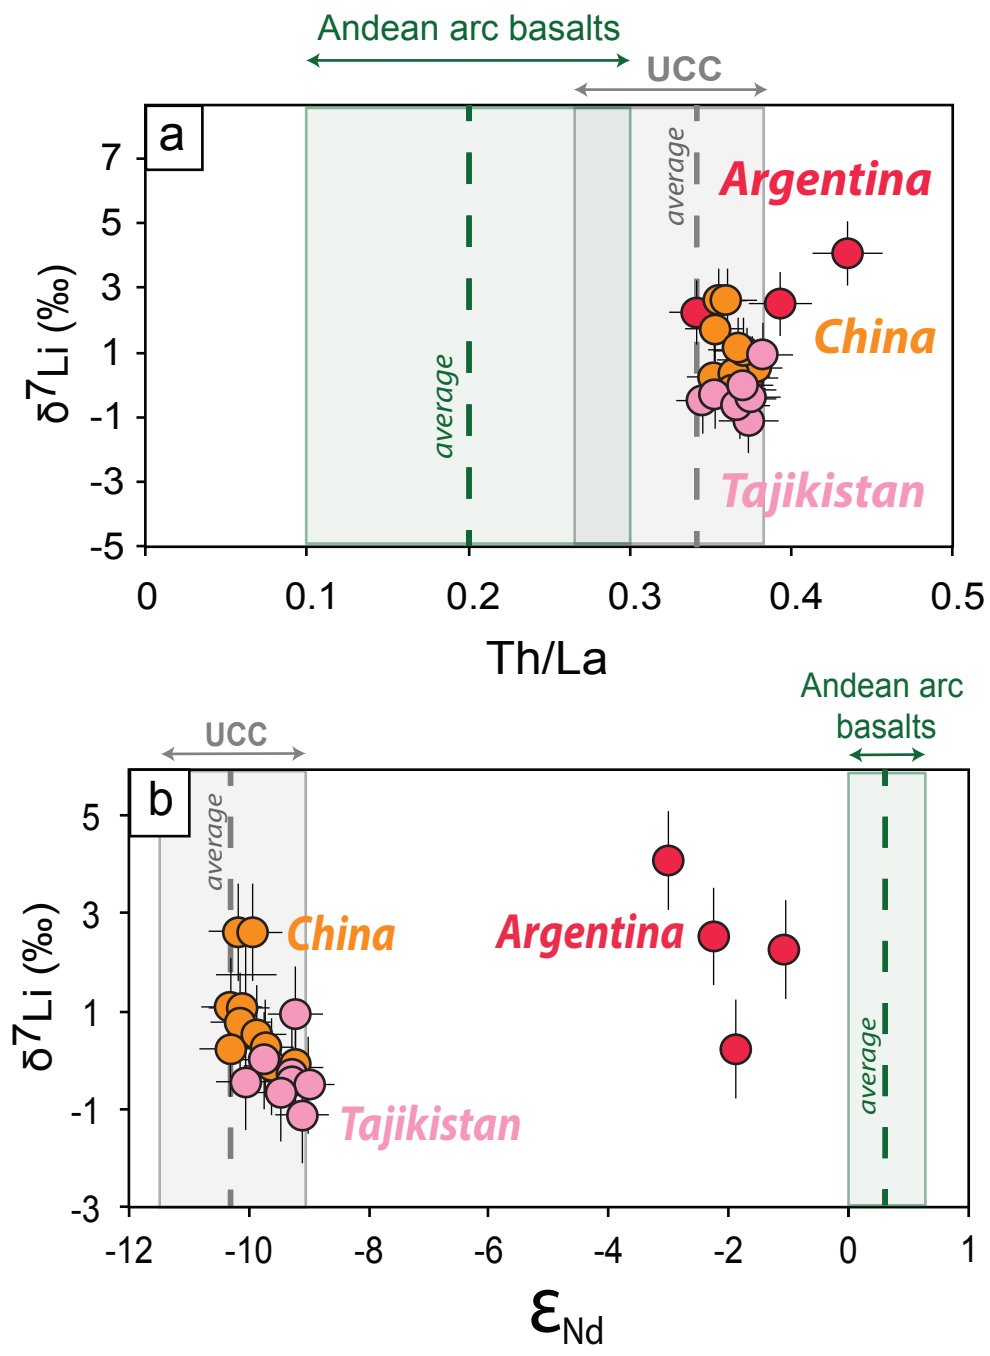 Andean arc basalts
UCC
a
average
average
Argentina
China
Tajikistan
7
5
3
1
-1
-3
-5
δ⁷Li (‰)
0 0.1 0.2 0.3 0.4 0.5
Th/La
Andean arc
basalts
UCC
b
average
average
China
Argentina
Tajikistan
5
3
1
-1
-3
δ⁷Li (‰)
-12 -10 -8 -6 -4 -2 0 1
εNd